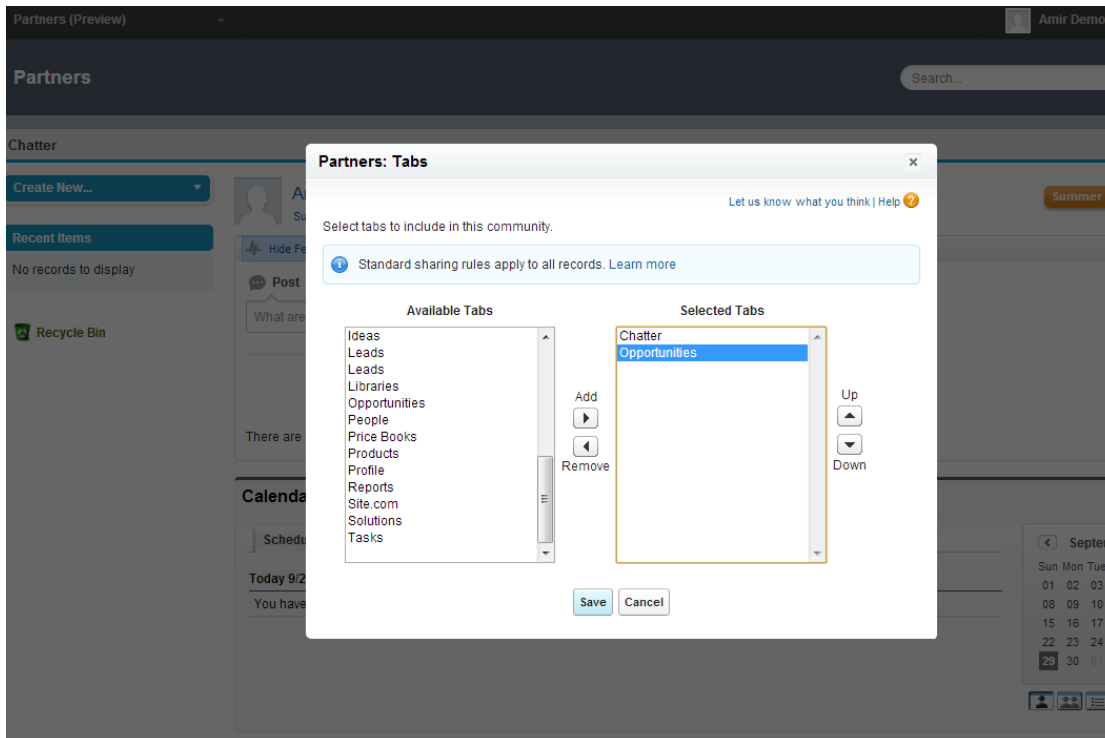 Partners (Preview)
Amir Demo
Partners
Search...
Chatter
Create New...
Recent Items
No records to display
Recycle Bin
Summer
Hide Fe
Post
What are
There are
Calenda
Schedu
Today 9/2
You have
Partners: Tabs
Let us know what you think | Help
Select tabs to include in this community.
Standard sharing rules apply to all records. Learn more
Available Tabs
Selected Tabs
Ideas
Leads
Leads
Libraries
Opportunities
People
Price Books
Products
Profile
Reports
Site.com
Solutions
Tasks
Add
Remove
Chatter
Opportunities
Up
Down
Save
Cancel
Septe
Sun Mon Tue
01 02 03
08 09 10
15 16 17
22 23 24
29 30 01